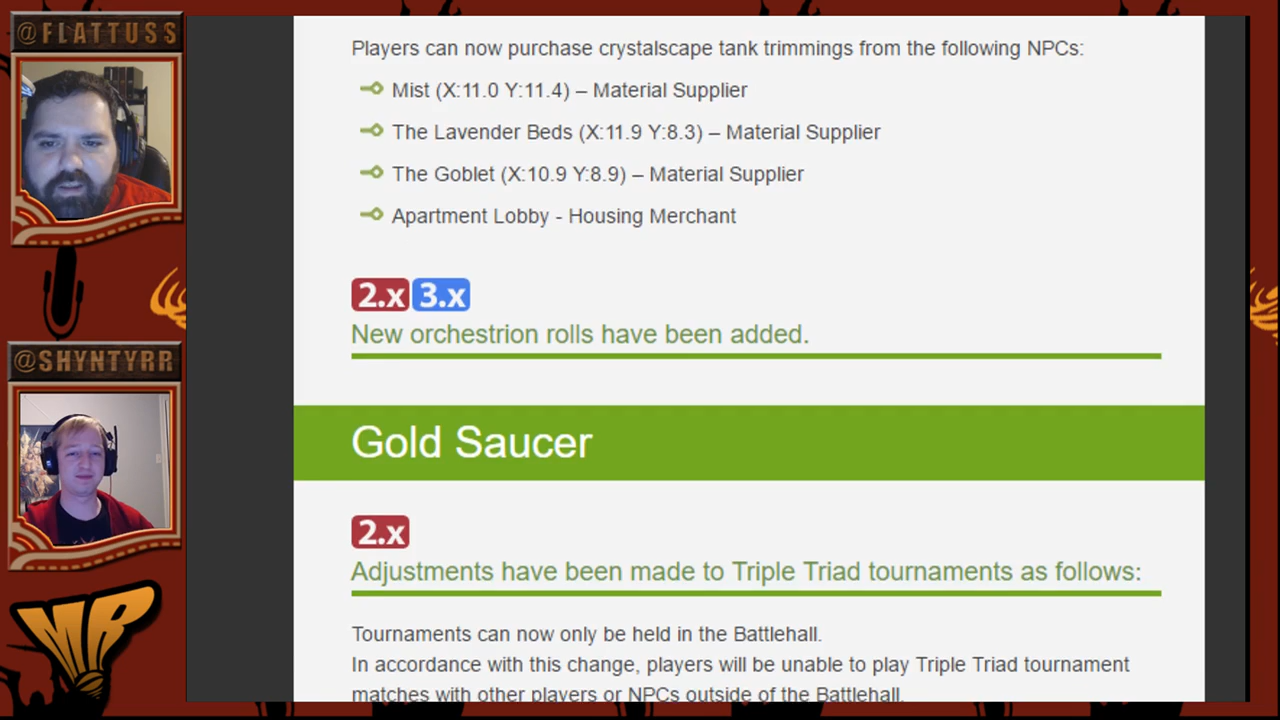 @FLATTUSS
Players can now purchase crystalscape tank trimmings from the following NPCs:
Mist (X:11.0 Y:11.4) – Material Supplier
The Lavender Beds (X:11.9 Y:8.3) – Material Supplier
The Goblet (X:10.9 Y:8.9) – Material Supplier
Apartment Lobby - Housing Merchant
2.x 3.x
New orchestrion rolls have been added.
@SHYNTYRR
Gold Saucer
2.x
Adjustments have been made to Triple Triad tournaments as follows:
Tournaments can now only be held in the Battlehall.
In accordance with this change, players will be unable to play Triple Triad tournament
matches with other players or NPCs outside of the Battlehall.
MR